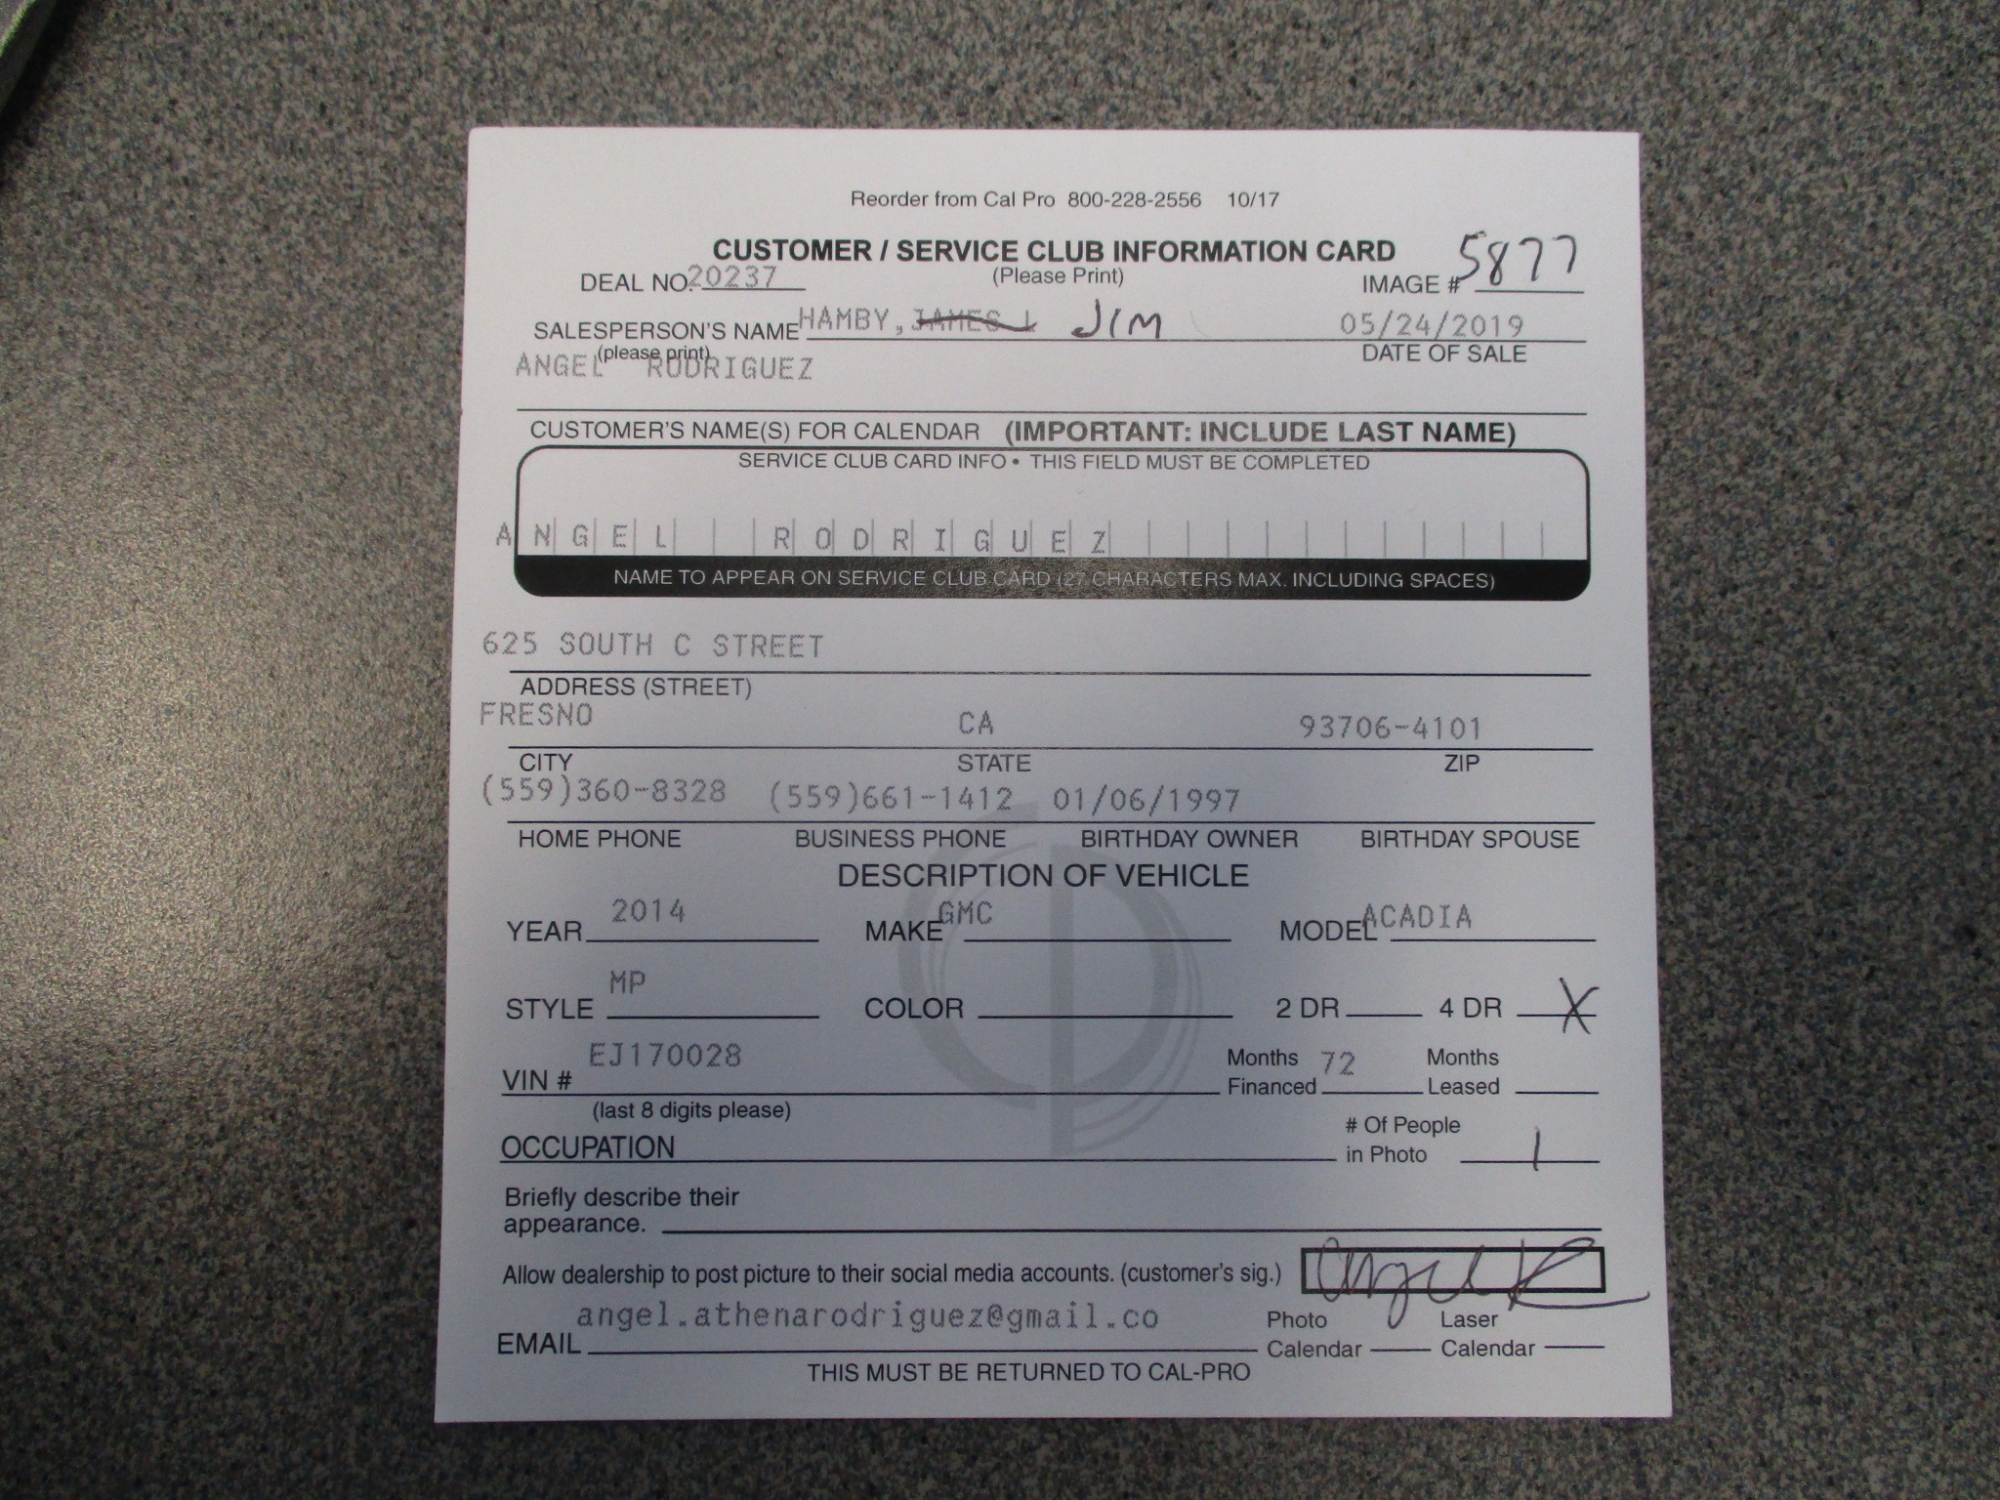 Reorder from Cal Pro 800-228-2556 10/17
CUSTOMER / SERVICE CLUB INFORMATION CARD
DEAL NO. 20237 (Please Print) IMAGE # 5877
SALESPERSON'S NAME HAMBY, JAMES L JIM 05/24/2019
(please print) DATE OF SALE
ANGEL RODRIGUEZ
CUSTOMER'S NAME(S) FOR CALENDAR (IMPORTANT: INCLUDE LAST NAME)
SERVICE CLUB CARD INFO • THIS FIELD MUST BE COMPLETED
ANGEL RODRIGUEZ
NAME TO APPEAR ON SERVICE CLUB CARD (27 CHARACTERS MAX. INCLUDING SPACES)
625 SOUTH C STREET
ADDRESS (STREET)
FRESNO CA 93706-4101
CITY STATE ZIP
(559)360-8328 (559)661-1412 01/06/1997
HOME PHONE BUSINESS PHONE BIRTHDAY OWNER BIRTHDAY SPOUSE
DESCRIPTION OF VEHICLE
YEAR 2014 MAKE GMC MODEL ACADIA
STYLE MP COLOR 2 DR 4 DR X
VIN # EJ170028 Months Financed 72 Months Leased
(last 8 digits please)
OCCUPATION # Of People in Photo 1
Briefly describe their
appearance.
Allow dealership to post picture to their social media accounts. (customer's sig.) Angel R
EMAIL angel.athenarodriguez@gmail.co Photo Calendar Laser Calendar
THIS MUST BE RETURNED TO CAL-PRO